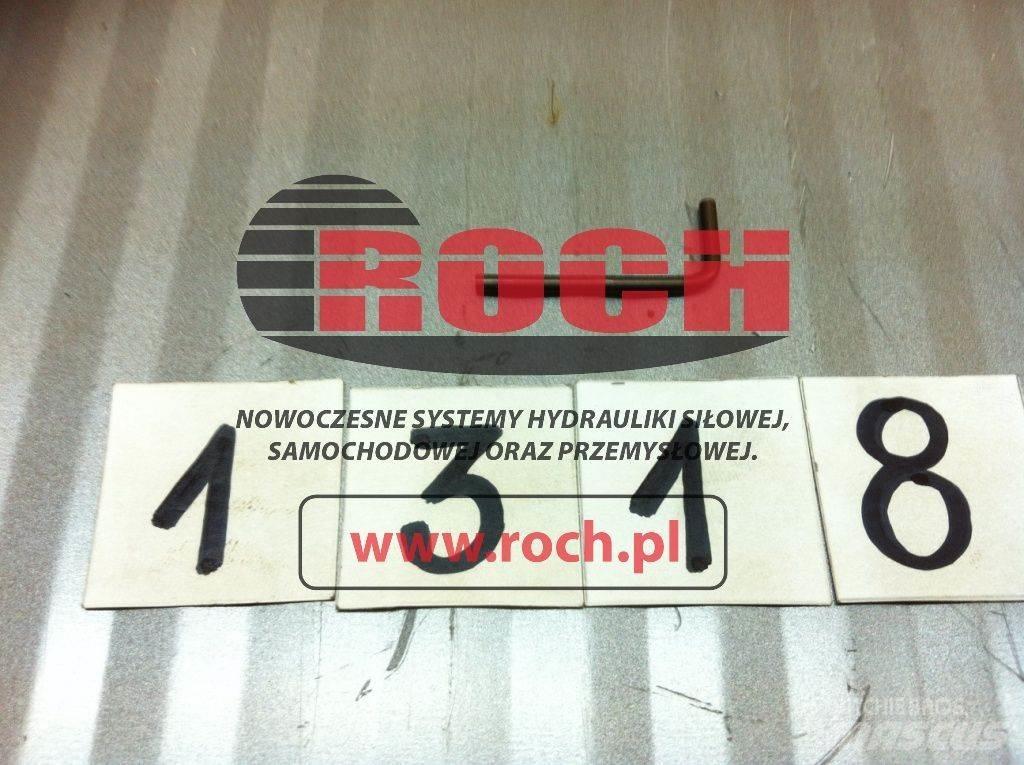 ROCH
NOWOCZESNE SYSTEMY HYDRAULIKI SIŁOWEJ,
SAMOCHODOWEJ ORAZ PRZEMYSŁOWEJ.
1 3 1 8
www.roch.pl